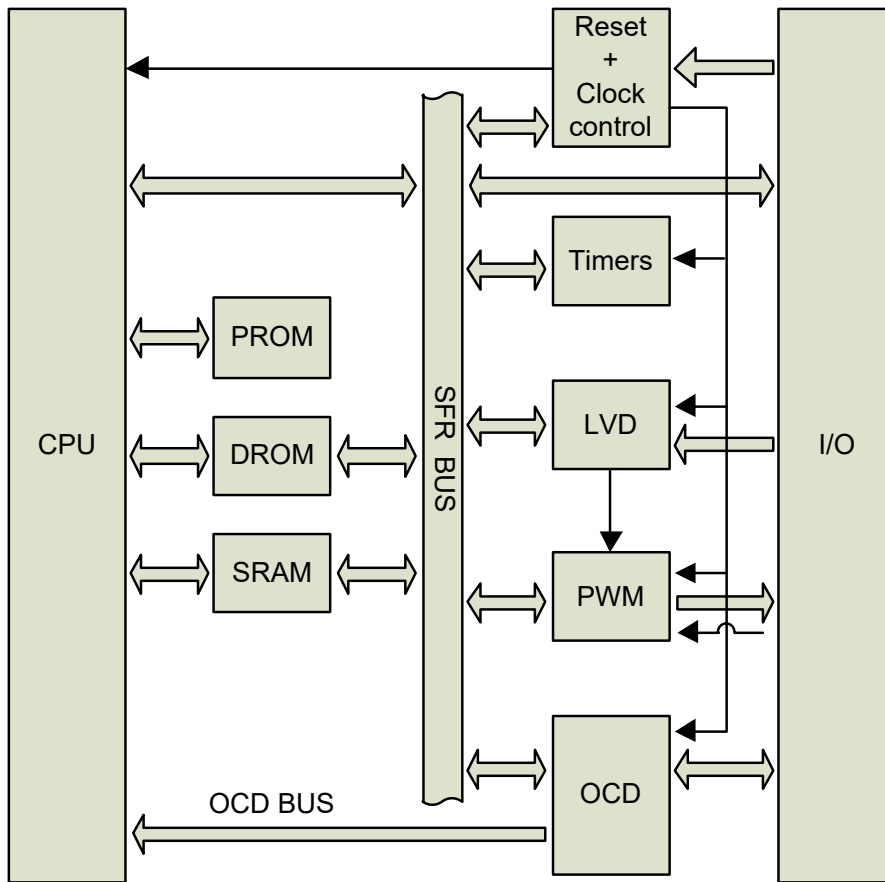 Reset
+
Clock
control
Timers
PROM
LVD
SFR BUS
CPU
DROM
I/O
SRAM
PWM
OCD BUS
OCD